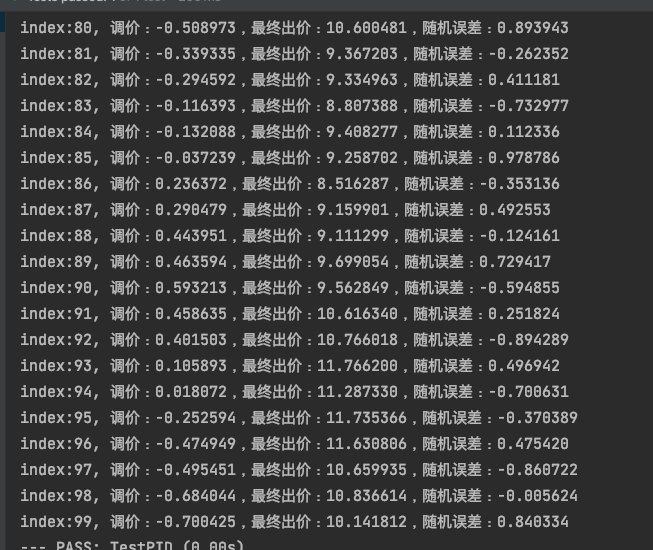 index:80, 调价：-0.508973，最终出价：10.600481，随机误差：0.893943
index:81, 调价：-0.339335，最终出价：9.367203，随机误差：-0.262352
index:82, 调价：-0.294592，最终出价：9.334963，随机误差：0.411181
index:83, 调价：-0.116393，最终出价：8.807388，随机误差：-0.732977
index:84, 调价：-0.132088，最终出价：9.408277，随机误差：0.112336
index:85, 调价：-0.037239，最终出价：9.258702，随机误差：0.978786
index:86, 调价：0.236372，最终出价：8.516287，随机误差：-0.353136
index:87, 调价：0.290479，最终出价：9.159901，随机误差：0.492553
index:88, 调价：0.443951，最终出价：9.111299，随机误差：-0.124161
index:89, 调价：0.463594，最终出价：9.699054，随机误差：0.729417
index:90, 调价：0.593213，最终出价：9.562849，随机误差：-0.594855
index:91, 调价：0.458635，最终出价：10.616340，随机误差：0.251824
index:92, 调价：0.401503，最终出价：10.766018，随机误差：-0.894289
index:93, 调价：0.105893，最终出价：11.766200，随机误差：0.496942
index:94, 调价：0.018072，最终出价：11.287330，随机误差：-0.700631
index:95, 调价：-0.252594，最终出价：11.735366，随机误差：-0.370389
index:96, 调价：-0.474949，最终出价：11.630806，随机误差：0.475420
index:97, 调价：-0.495451，最终出价：10.659935，随机误差：-0.860722
index:98, 调价：-0.684044，最终出价：10.836614，随机误差：-0.005624
index:99, 调价：-0.700425，最终出价：10.141812，随机误差：0.840334
--- PASS: TestPID (0.00s)